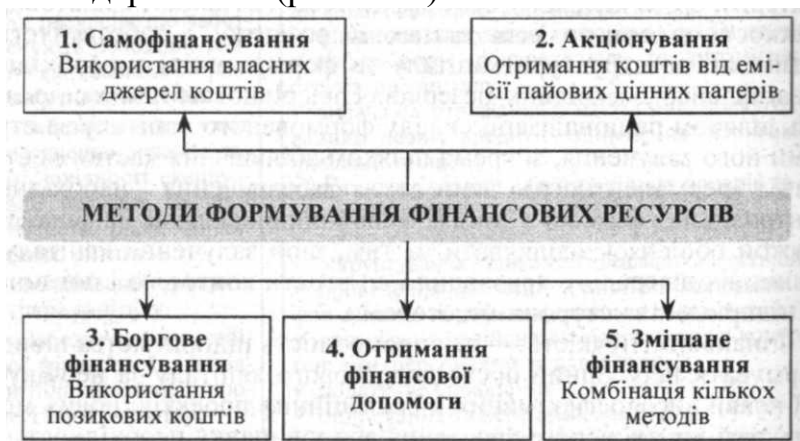 1. Самофінансування
Використання власних
джерел коштів
2. Акціонування
Отримання коштів від емі-
сії пайових цінних паперів
МЕТОДИ ФОРМУВАННЯ ФІНАНСОВИХ РЕСУРСІВ
3. Боргове
фінансування
Використання
позикових коштів
4. Отримання
фінансової
допомоги
5. Змішане
фінансування
Комбінація кількох
методів